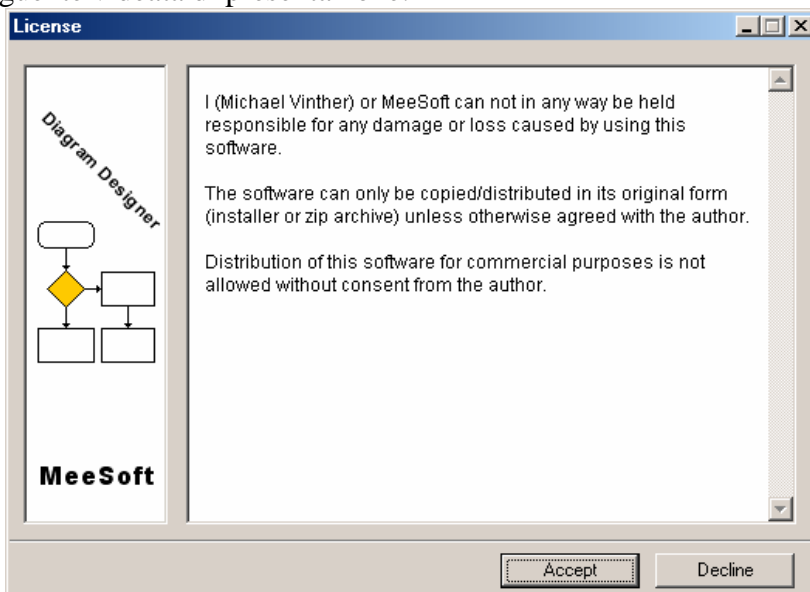 License
Diagram Designer
MeeSoft
I (Michael Vinther) or MeeSoft can not in any way be held
responsible for any damage or loss caused by using this
software.
The software can only be copied/distributed in its original form
(installer or zip archive) unless otherwise agreed with the author.
Distribution of this software for commercial purposes is not
allowed without consent from the author.
Accept
Decline